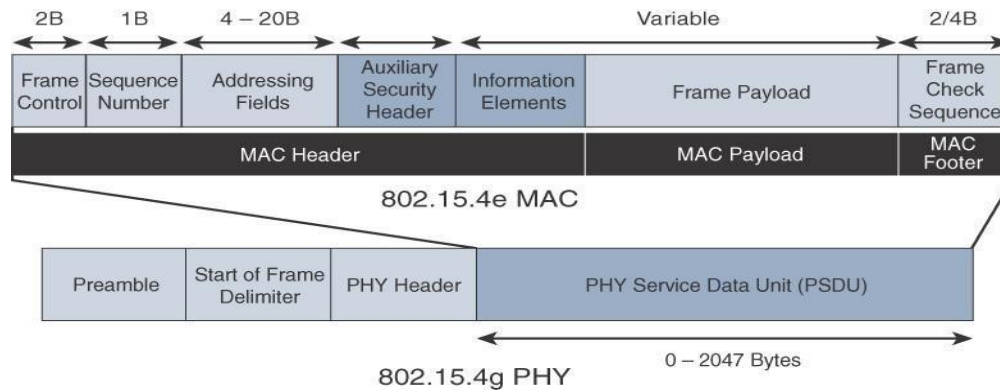 2B 1B 4 – 20B Variable 2/4B
Frame Control
Sequence Number
Addressing Fields
Auxiliary Security Header
Information Elements
Frame Payload
Frame Check Sequence
MAC Header
MAC Payload
MAC Footer
802.15.4e MAC
Preamble
Start of Frame Delimiter
PHY Header
PHY Service Data Unit (PSDU)
0 – 2047 Bytes
802.15.4g PHY